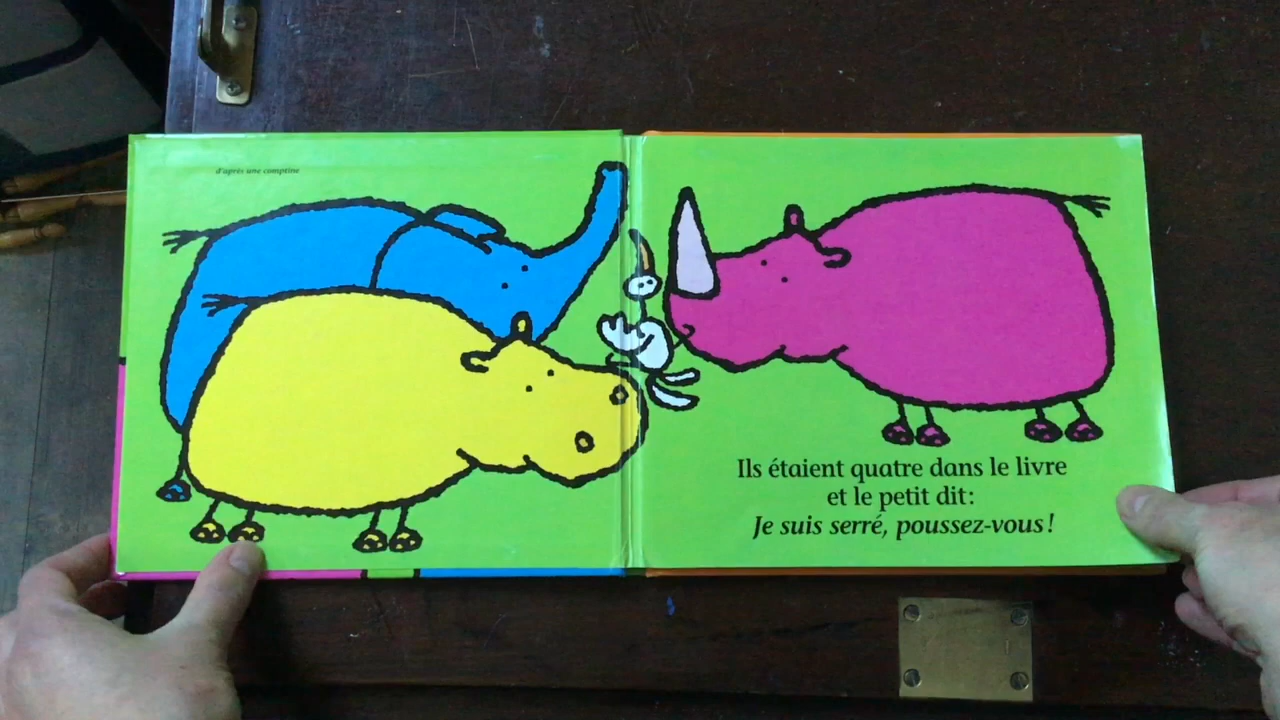 d'après une comptine
Ils étaient quatre dans le livre
et le petit dit:
Je suis serré, poussez-vous!